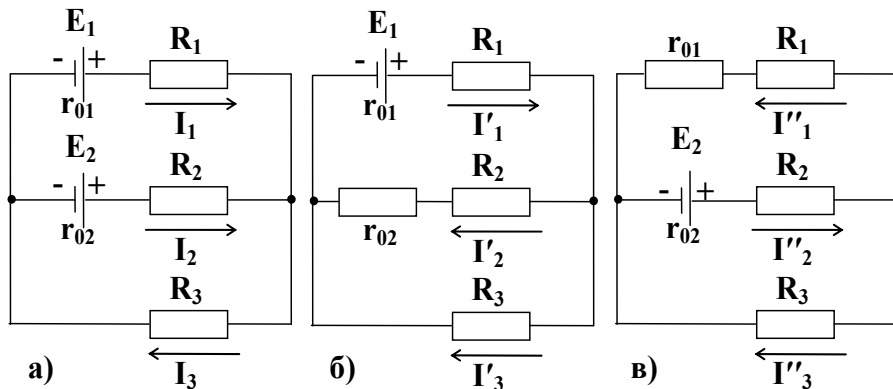 E₁ R₁
- +
r₀₁ I₁
E₂ R₂
- +
r₀₂ I₂
R₃
а) I₃
E₁ R₁
- +
r₀₁ I′₁
R₂
r₀₂ I′₂
R₃
б) I′₃
r₀₁ R₁
I″₁
E₂ R₂
- +
r₀₂ I″₂
R₃
в) I″₃